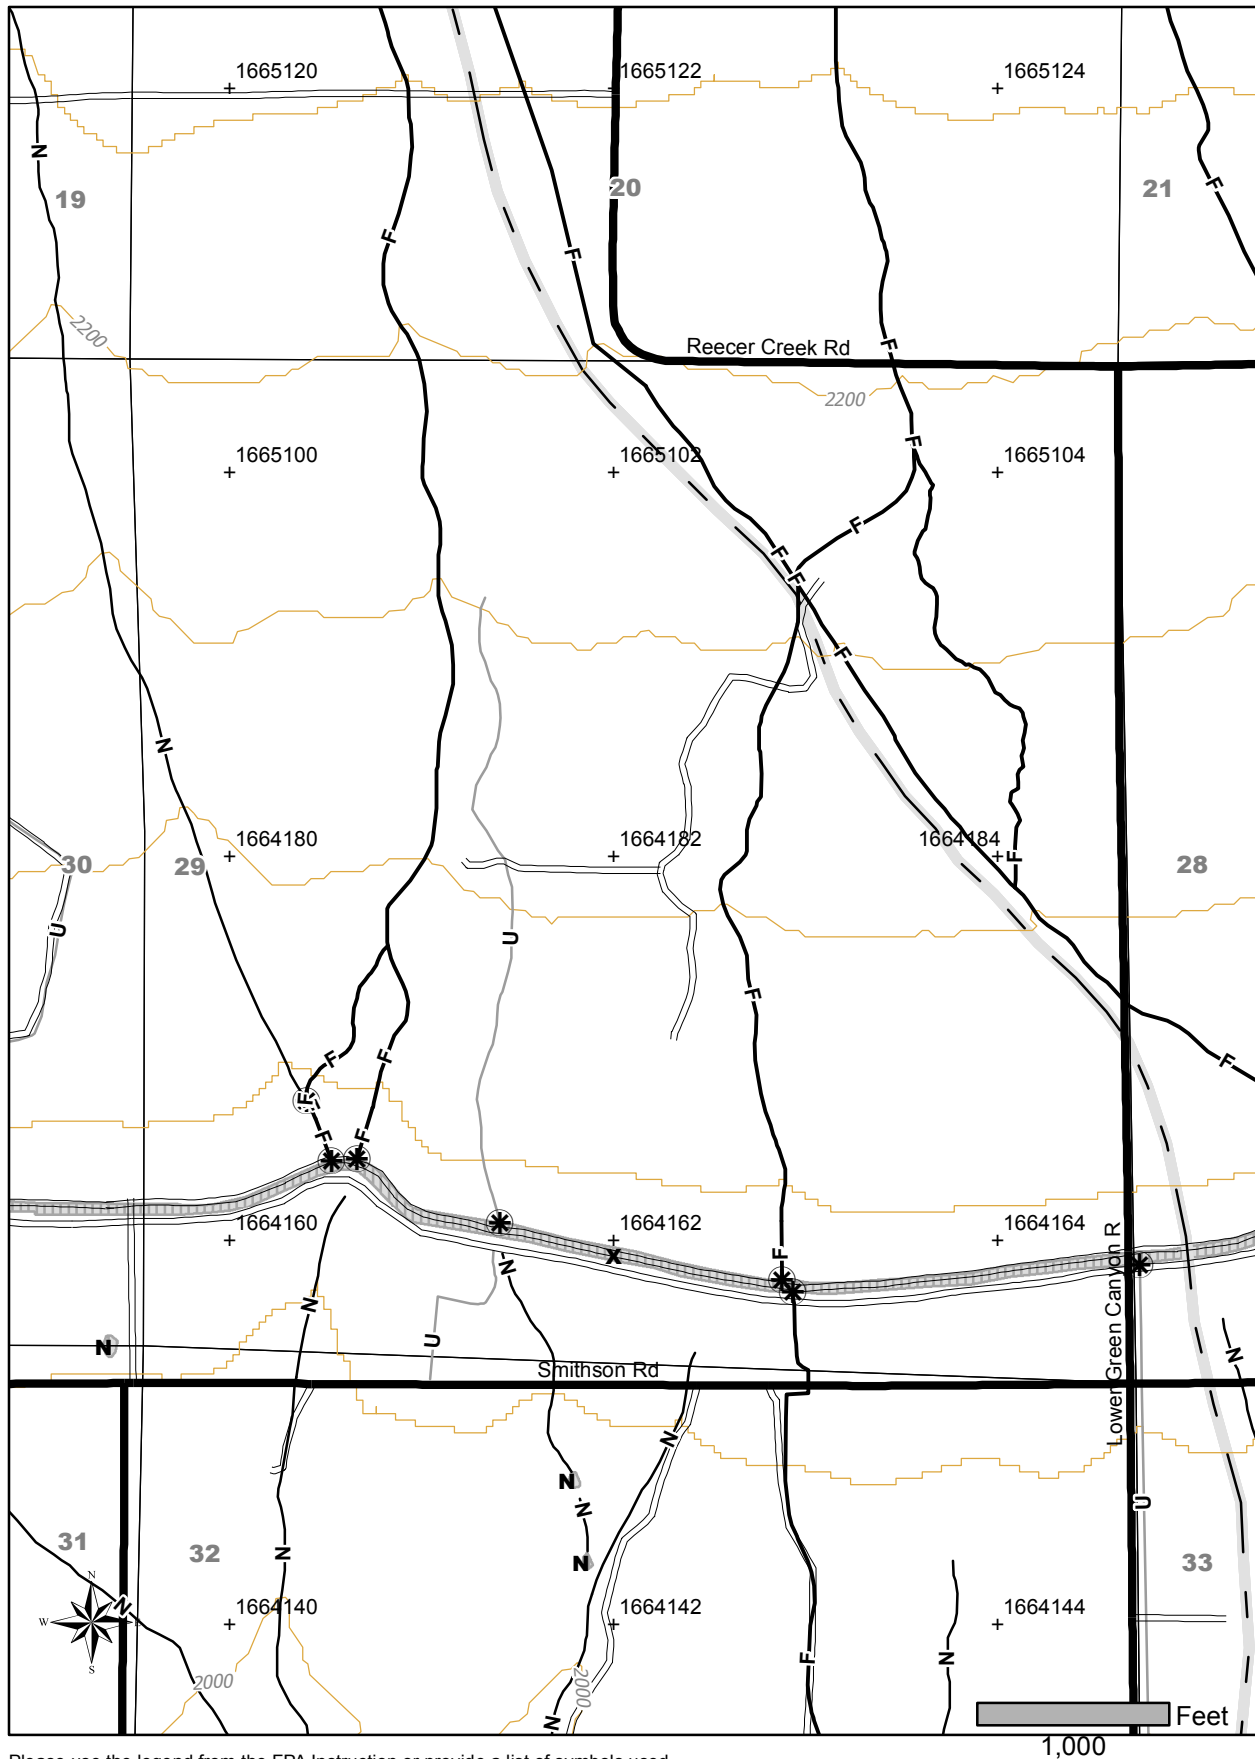 1665120
1665122
1665124
N
19
20
21
F
F
F
2200
Reecer Creek Rd
F
2200
F
1665100
1665102
1665104
F
F
F
F
N
1664180
1664182
1664184
30
29
F
28
U
U
F
F
F
F
F
F
F
1664160
1664162
1664164
X
F
N
N
N
U
N
Smithson Rd
Lower Green Canyon R
N
N
N
U
31
32
N
N
33
N
N
W
S
1664140
1664142
1664144
F
N
2000
2000
N
Feet
1,000